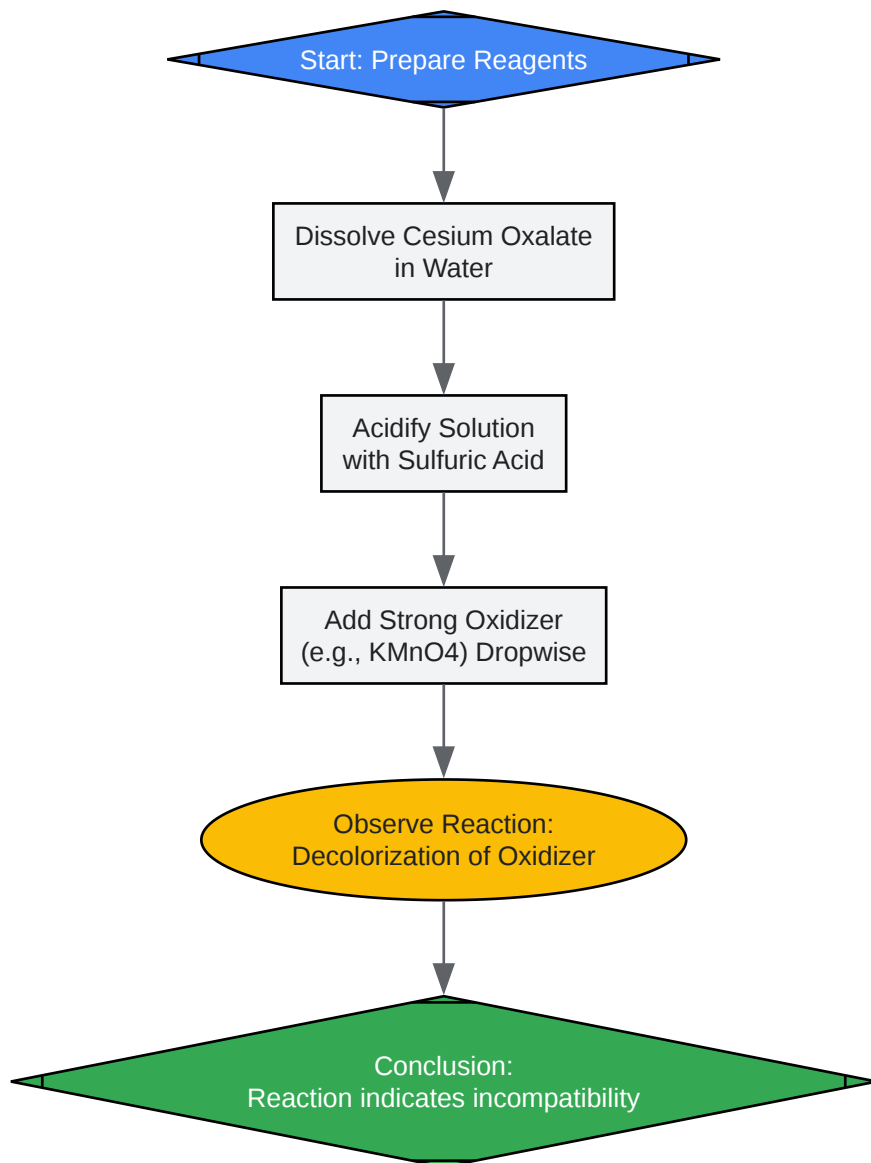 Start: Prepare Reagents
Dissolve Cesium Oxalate
in Water
Acidify Solution
with Sulfuric Acid
Add Strong Oxidizer
(e.g., KMnO4) Dropwise
Observe Reaction:
Decolorization of Oxidizer
Conclusion:
Reaction indicates incompatibility